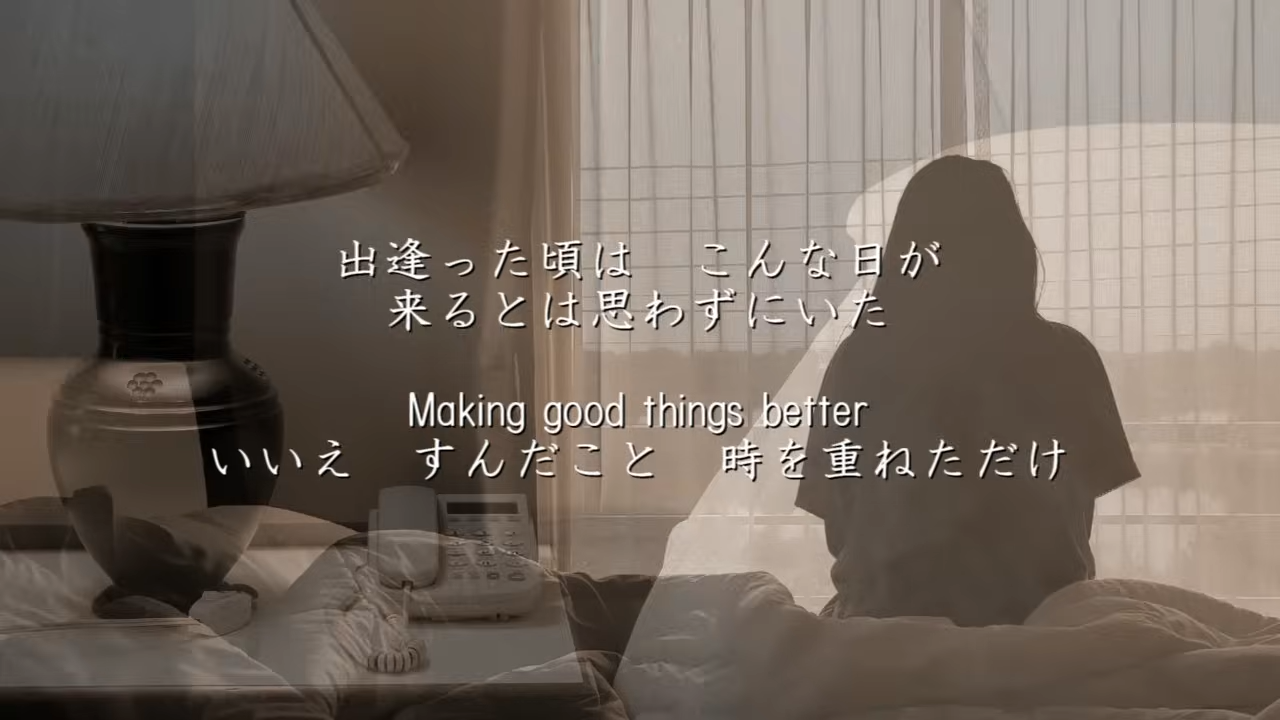 出逢った頃は　こんな日が
来るとは思わずにいた
Making good things better
いいえ　すんだこと　時を重ねただけ